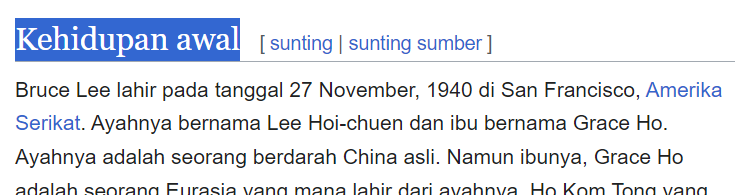 Kehidupan awal [ sunting | sunting sumber ]
Bruce Lee lahir pada tanggal 27 November, 1940 di San Francisco, Amerika
Serikat. Ayahnya bernama Lee Hoi-chuen dan ibu bernama Grace Ho.
Ayahnya adalah seorang berdarah China asli. Namun ibunya, Grace Ho
adalah seorang Eurasia yang mana lahir dari ayahnya, Ho Kom Tong yang